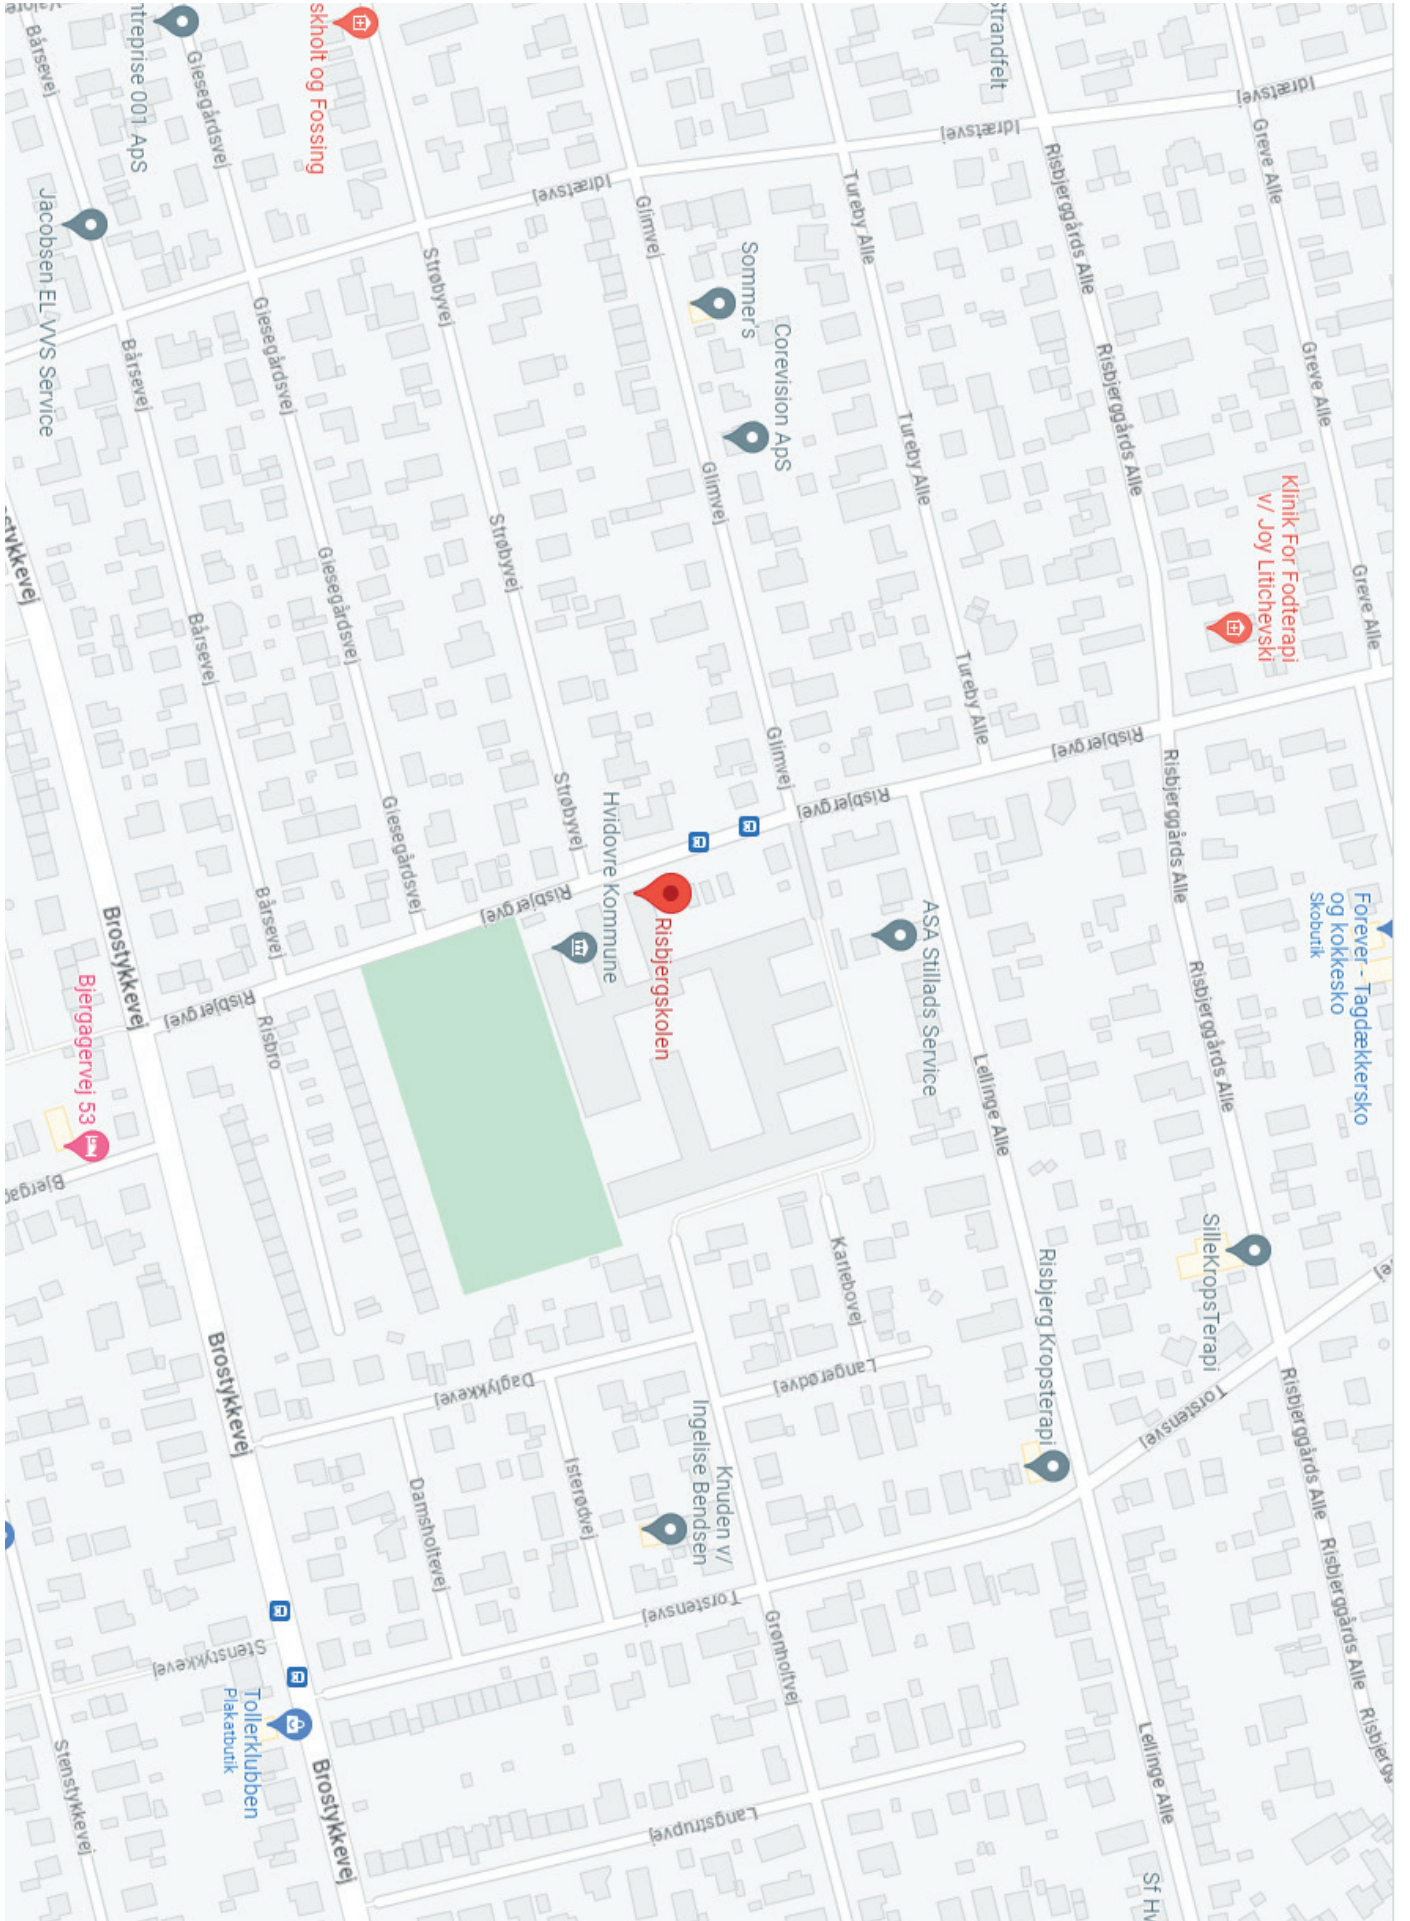 Idrætsvej
Greve Alle
Greve Alle
Greve Alle
Klinik For Fodterapi
v/ Joy Litichevski
Forever - Tagdækkersko
og kokkesko
Skobutik
Idrætsvej
Risbjerggårds Alle
Risbjerggårds Alle
Risbjergvej
Risbjerggårds Alle
Risbjerggårds Alle
SilleKropsTerapi
Torstensvej
Risbjerggårds Alle
Risbjerggårds Alle
Tureby Alle
Tureby Alle
Tureby Alle
Risbjergvej
ASA Stillads Service
Lellinge Alle
Risbjerg Kropsterapi
Lellinge Alle
Sommer's
Corevision ApS
Idrætsvej
Glimvej
Glimvej
Glimvej
Risbjergskolen
Hvidovre Kommune
Karlebovej
Langerødvej
Knuden v/
Ingelise Bendsen
Torstensvej
Grønholtvej
Langstrupvej
Strøbyvej
Strøbyvej
Strøbyvej
Risbjergvej
Daglykkevej
Isterødvej
Damsholtevej
skholt og Fossing
Giesegårdsvej
Giesegårdsvej
Giesegårdsvej
Giesegårdsvej
ntreprise 001 ApS
Jacobsen EL VVS Service
Bårsevej
Bårsevej
Bårsevej
Bårsevej
Risbjergvej
Risbro
Brostykkevej
Brostykkevej
Brostykkevej
Bjergagervej 53
Stenstykkevej
Tollerklubben
Plakatbutik
Stenstykkevej